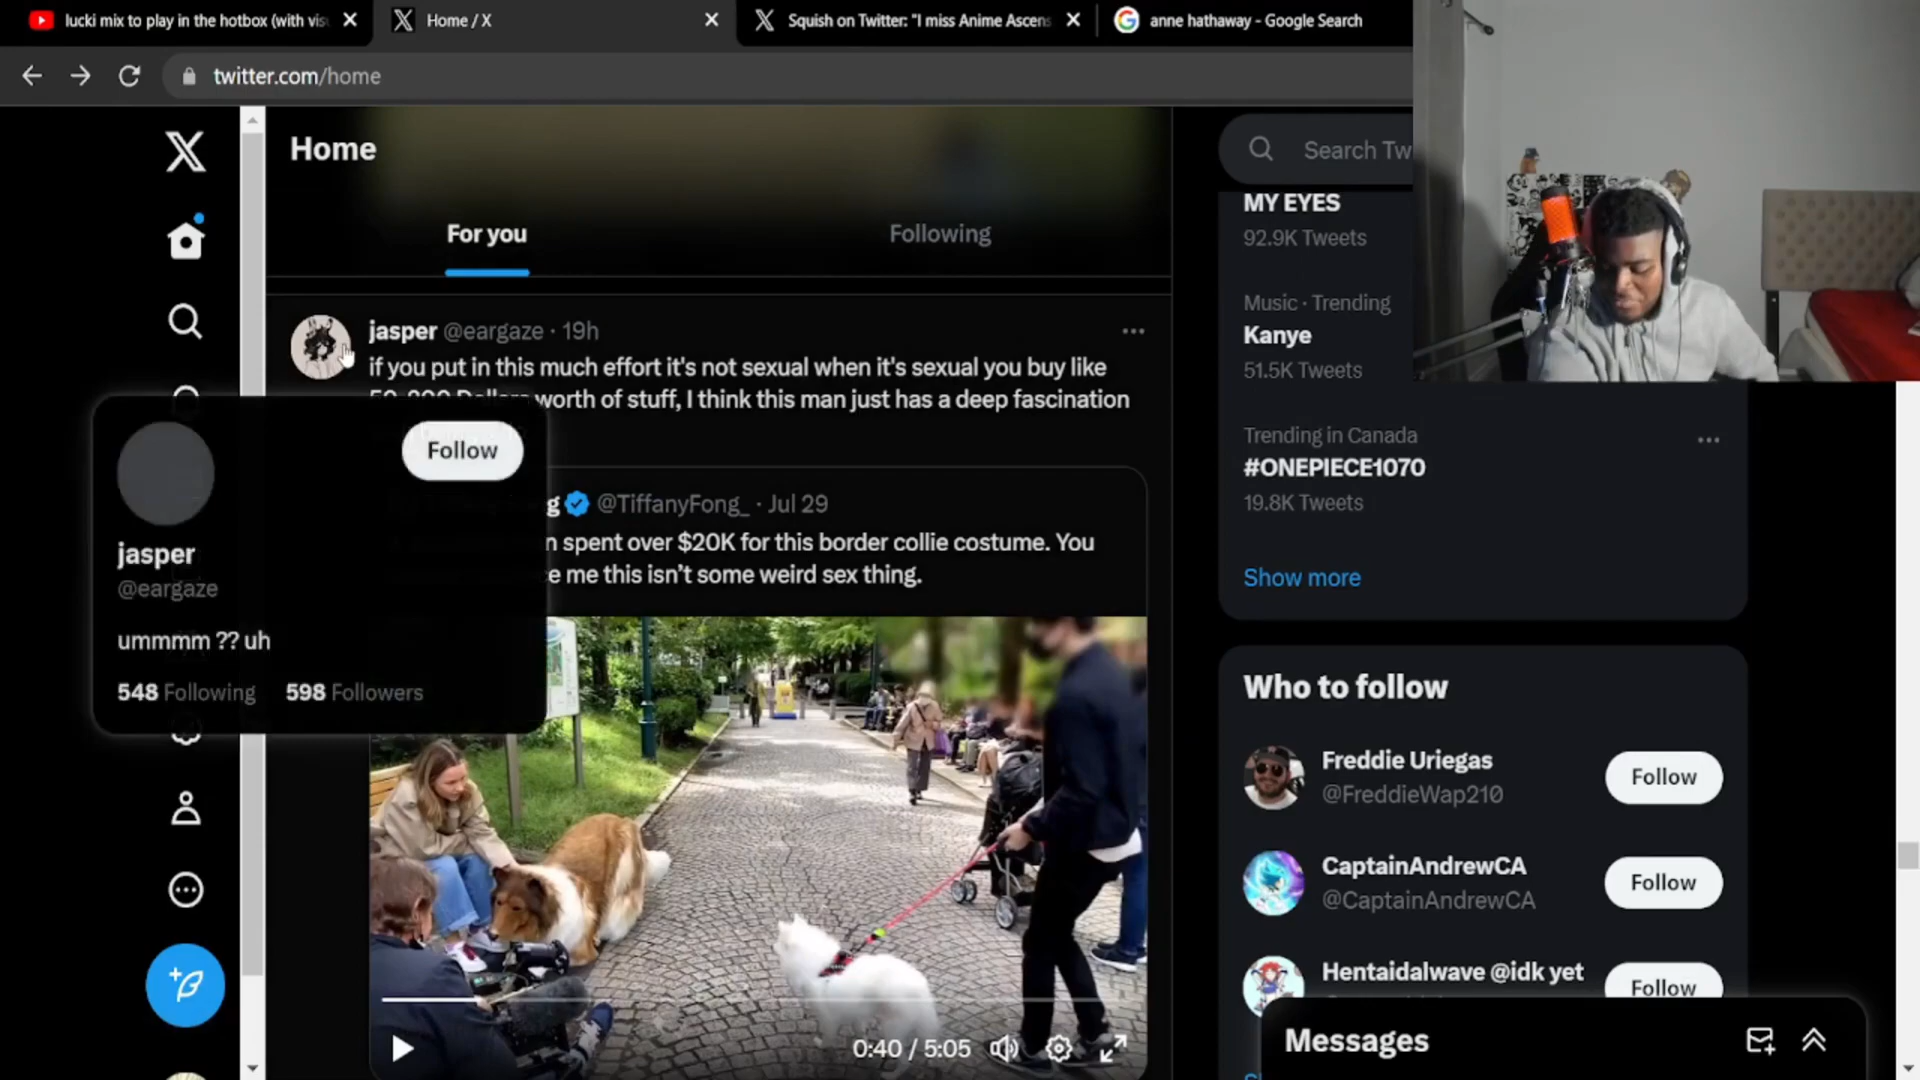 lucki mix to play in the hotbox (with vis
Home / X
Squish on Twitter: "I miss Anime Ascens
anne hathaway - Google Search
twitter.com/home
Home
For you
Following
Search Tw
MY EYES
92.9K Tweets
Music · Trending
Kanye
51.5K Tweets
Trending in Canada
#ONEPIECE1070
19.8K Tweets
Show more
jasper @eargaze · 19h
if you put in this much effort it's not sexual when it's sexual you buy like
worth of stuff, I think this man just has a deep fascination
Follow
jasper
@eargaze
ummmm ?? uh
548 Following 598 Followers
g @TiffanyFong_ · Jul 29
n spent over $20K for this border collie costume. You
e me this isn't some weird sex thing.
0:40 / 5:05
Who to follow
Freddie Uriegas
@FreddieWap210
Follow
CaptainAndrewCA
@CaptainAndrewCA
Follow
Hentaidalwave @idk yet
Follow
Messages